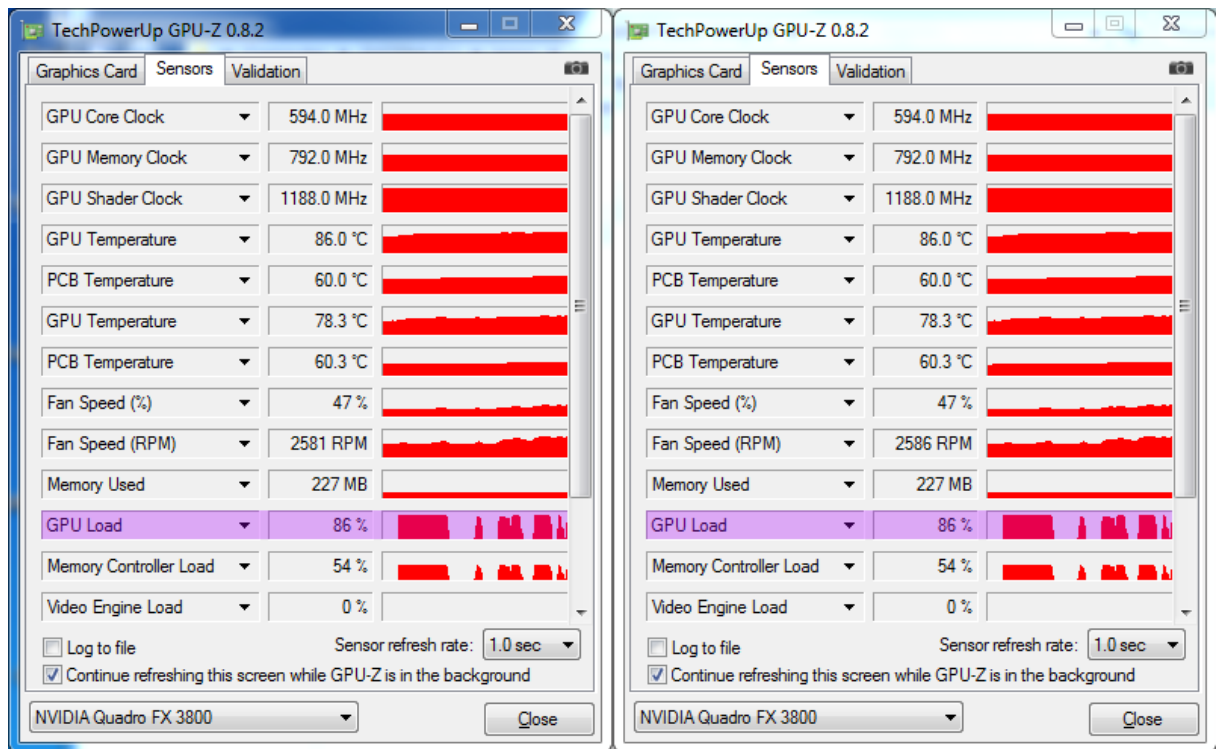 TechPowerUp GPU-Z 0.8.2
Graphics Card Sensors Validation
GPU Core Clock 594.0 MHz
GPU Memory Clock 792.0 MHz
GPU Shader Clock 1188.0 MHz
GPU Temperature 86.0 °C
PCB Temperature 60.0 °C
GPU Temperature 78.3 °C
PCB Temperature 60.3 °C
Fan Speed (%) 47 %
Fan Speed (RPM) 2581 RPM
Memory Used 227 MB
GPU Load 86 %
Memory Controller Load 54 %
Video Engine Load 0 %
Log to file Sensor refresh rate: 1.0 sec
Continue refreshing this screen while GPU-Z is in the background
NVIDIA Quadro FX 3800 Close
TechPowerUp GPU-Z 0.8.2
Graphics Card Sensors Validation
GPU Core Clock 594.0 MHz
GPU Memory Clock 792.0 MHz
GPU Shader Clock 1188.0 MHz
GPU Temperature 86.0 °C
PCB Temperature 60.0 °C
GPU Temperature 78.3 °C
PCB Temperature 60.3 °C
Fan Speed (%) 47 %
Fan Speed (RPM) 2586 RPM
Memory Used 227 MB
GPU Load 86 %
Memory Controller Load 54 %
Video Engine Load 0 %
Log to file Sensor refresh rate: 1.0 sec
Continue refreshing this screen while GPU-Z is in the background
NVIDIA Quadro FX 3800 Close